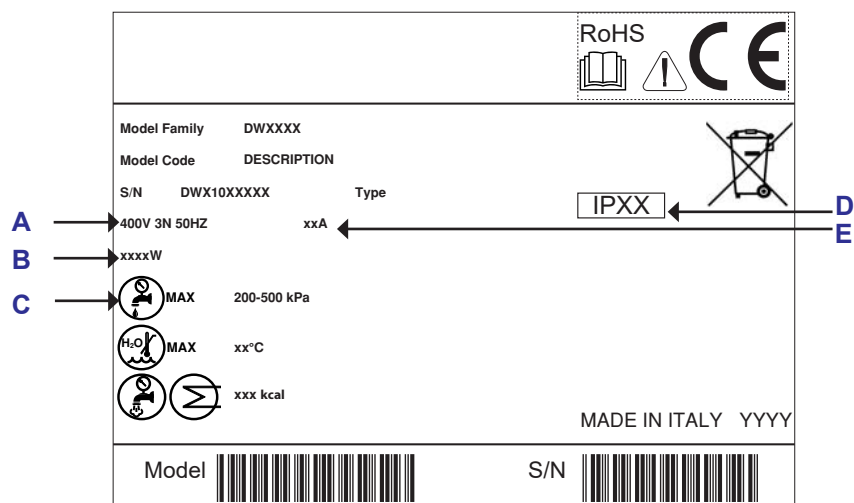 RoHS
CE
Model Family DWXXXX
Model Code DESCRIPTION
S/N DWX10XXXXX Type
IPXX
D
A
400V 3N 50HZ xxA
E
B
xxxxW
C
MAX 200-500 kPa
H₂O MAX xx°C
xxx kcal
MADE IN ITALY YYYY
Model S/N